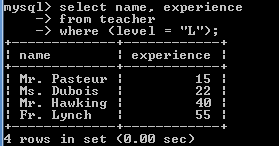 mysql> select name, experience
    -> from teacher
    -> where (level = "L");
+-------------+------------+
| name        | experience |
+-------------+------------+
| Mr. Pasteur |         15 |
| Ms. Dubois  |         22 |
| Mr. Hawking |         40 |
| Fr. Lynch   |         55 |
+-------------+------------+
4 rows in set (0.00 sec)